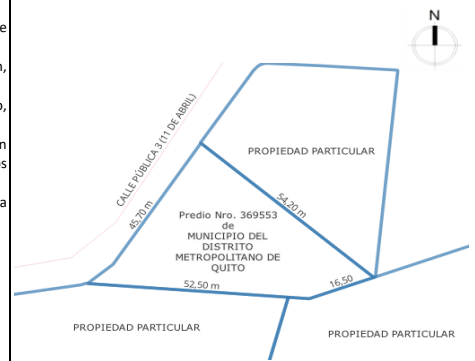 e
N
n,
o,
n
os
a
CALLE PÚBLICA 3 (11 DE ABRIL)
PROPIEDAD PARTICULAR
45,70 m
54,20 m
Predio Nro. 369553
de
MUNICIPIO DEL
DISTRITO
METROPOLITANO DE
QUITO
52,50 m
16,50
PROPIEDAD PARTICULAR
PROPIEDAD PARTICULAR